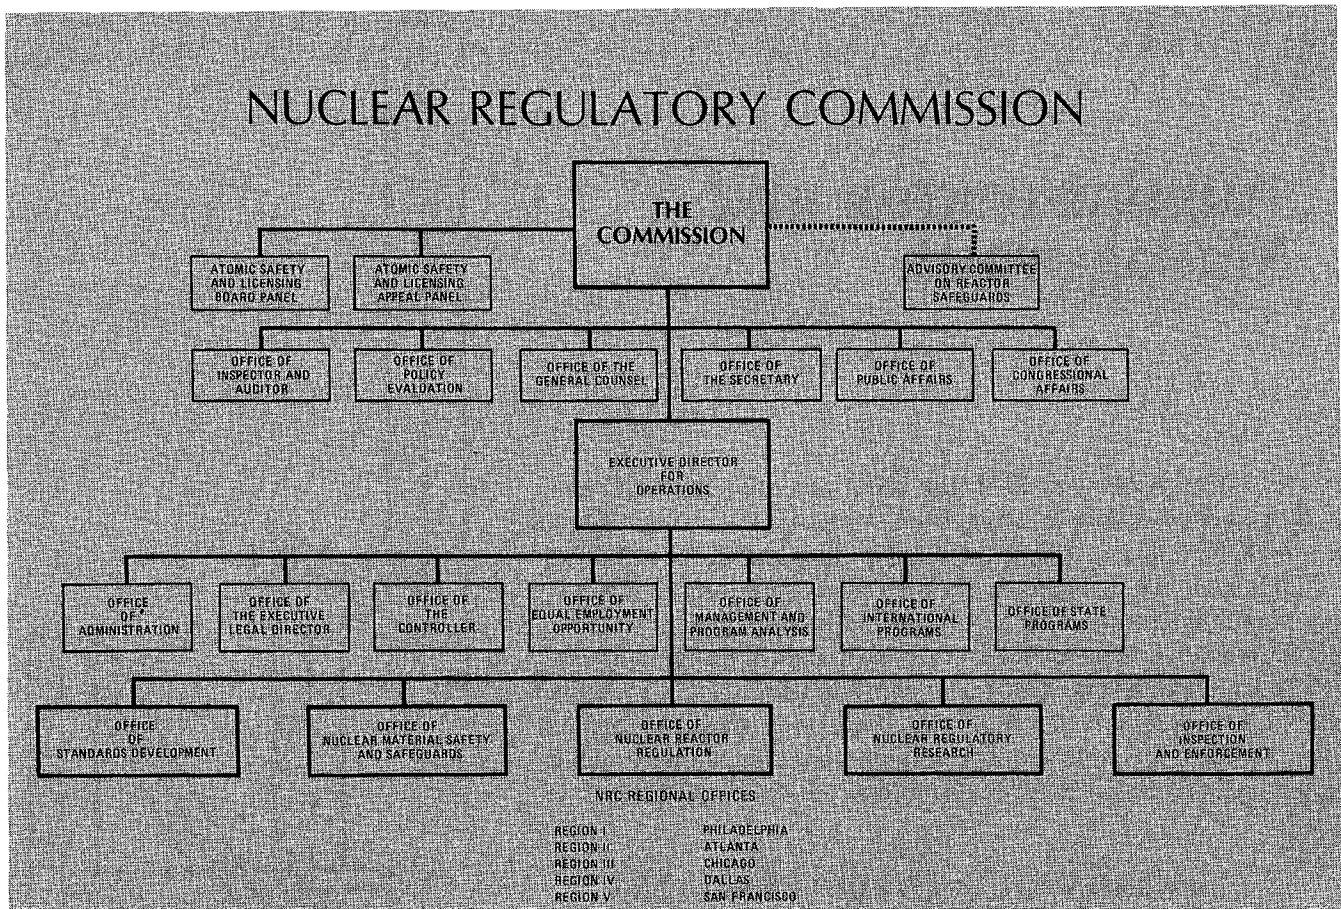 NUCLEAR REGULATORY COMMISSION
THE
COMMISSION
ATOMIC SAFETY
AND LICENSING
BOARD PANEL
ATOMIC SAFETY
AND LICENSING
APPEAL PANEL
ADVISORY COMMITTEE
ON REACTOR
SAFEGUARDS
OFFICE OF
INSPECTOR AND
AUDITOR
OFFICE OF
POLICY
EVALUATION
OFFICE OF THE
GENERAL COUNSEL
OFFICE OF
THE SECRETARY
OFFICE OF
PUBLIC AFFAIRS
OFFICE OF
CONGRESSIONAL
AFFAIRS
EXECUTIVE DIRECTOR
FOR
OPERATIONS
OFFICE
OF
ADMINISTRATION
OFFICE OF
THE EXECUTIVE
LEGAL DIRECTOR
OFFICE OF
THE
CONTROLLER
OFFICE OF
EQUAL EMPLOYMENT
OPPORTUNITY
OFFICE OF
MANAGEMENT AND
PROGRAM ANALYSIS
OFFICE OF
INTERNATIONAL
PROGRAMS
OFFICE OF STATE
PROGRAMS
OFFICE
OF
STANDARDS DEVELOPMENT
OFFICE OF
NUCLEAR MATERIAL SAFETY
AND SAFEGUARDS
OFFICE OF
NUCLEAR REACTOR
REGULATION
OFFICE OF
NUCLEAR REGULATORY
RESEARCH
OFFICE OF
INSPECTION
AND ENFORCEMENT
NRC REGIONAL OFFICES
REGION I PHILADELPHIA
REGION II ATLANTA
REGION III CHICAGO
REGION IV DALLAS
REGION V SAN FRANCISCO